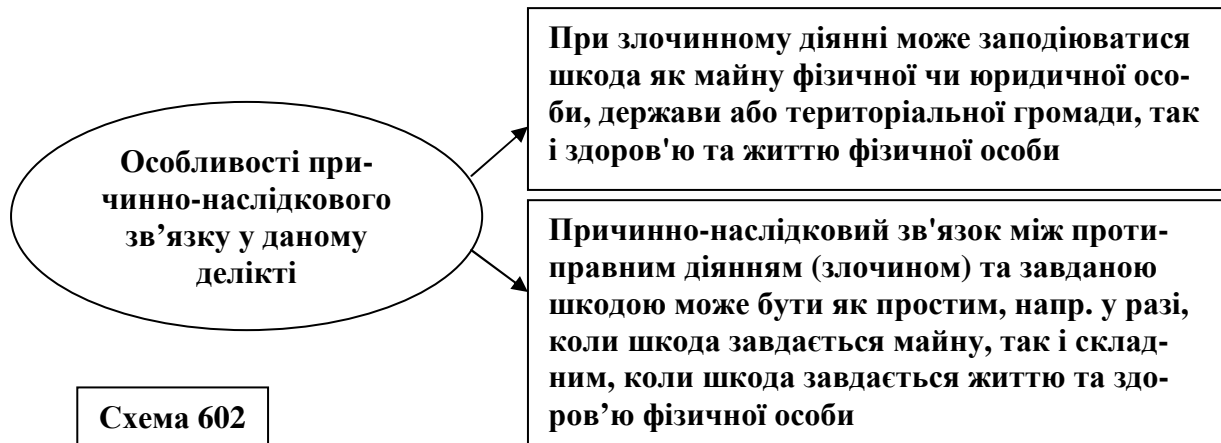 Особливості при-
чинно-наслідкового
зв’язку у даному
делікті
При злочинному діянні може заподіюватися
шкода як майну фізичної чи юридичної осо-
би, держави або територіальної громади, так
і здоров'ю та життю фізичної особи
Причинно-наслідковий зв'язок між проти-
правним діянням (злочином) та завданою
шкодою може бути як простим, напр. у разі,
коли шкода завдається майну, так і склад-
ним, коли шкода завдається життю та здо-
ров’ю фізичної особи
Схема 602